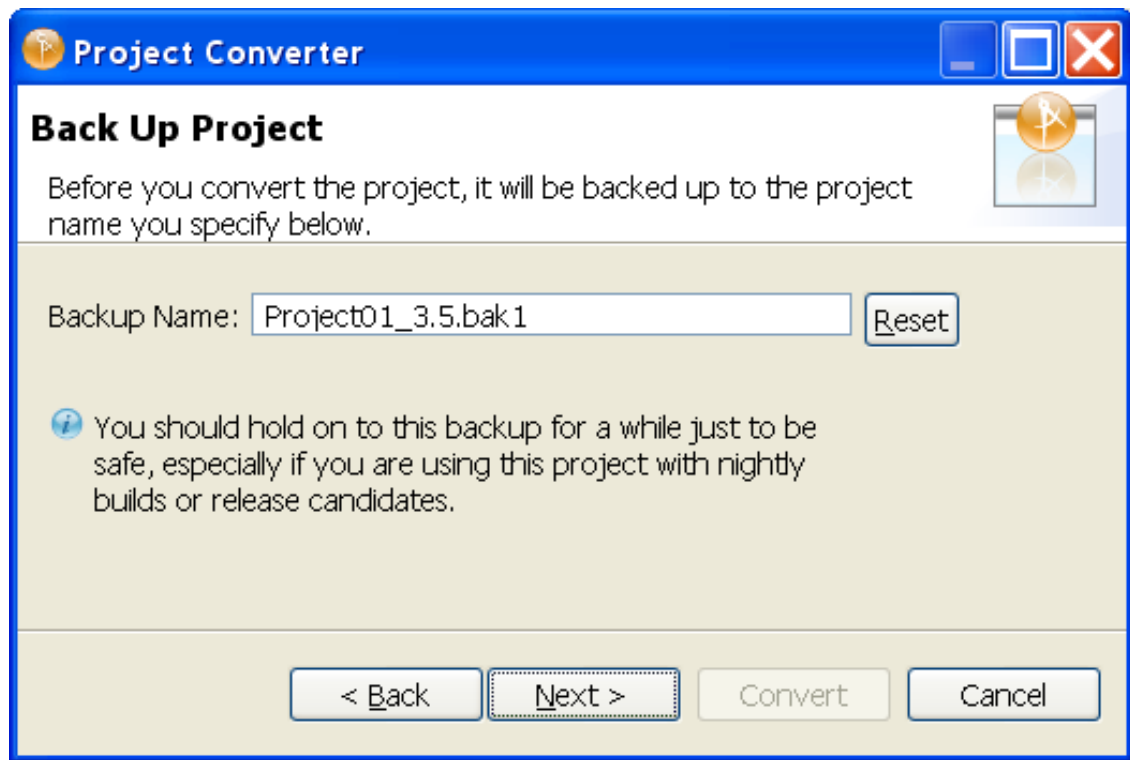 Project Converter
Back Up Project
Before you convert the project, it will be backed up to the project
name you specify below.
Backup Name: Project01_3.5.bak1 Reset
You should hold on to this backup for a while just to be
safe, especially if you are using this project with nightly
builds or release candidates.
< Back Next > Convert Cancel